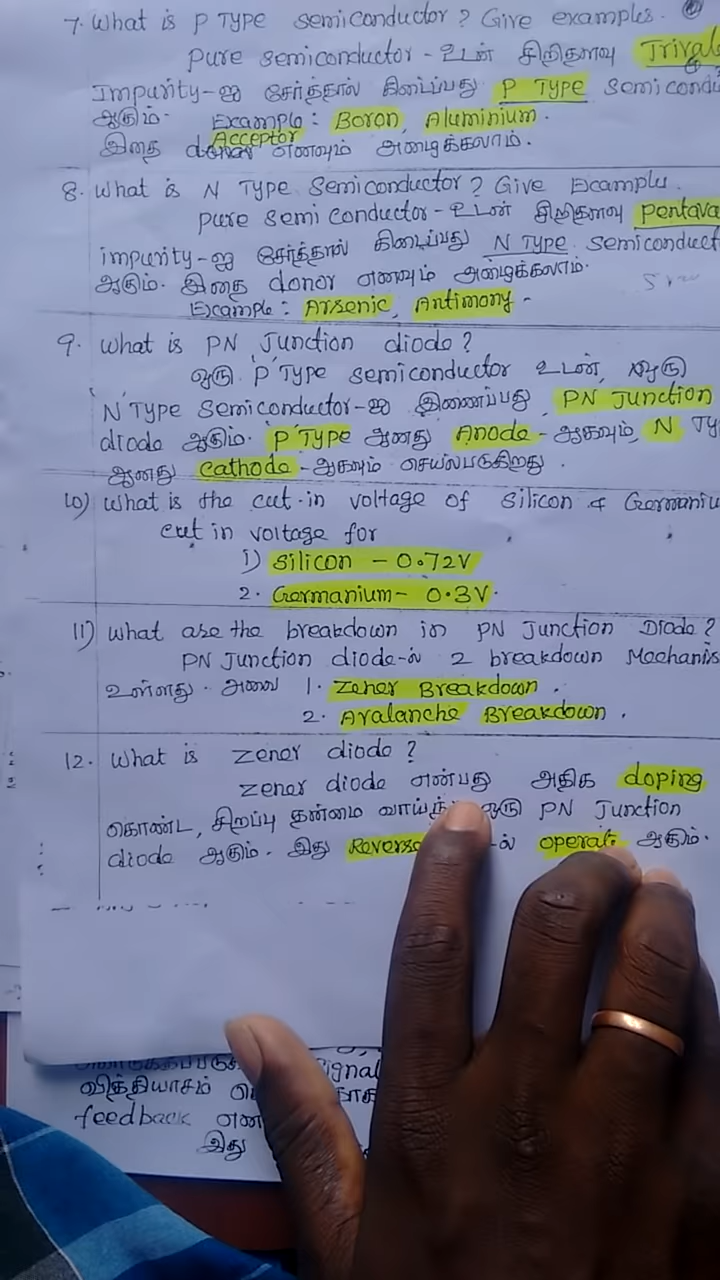 7. What is P Type semiconductor? Give examples.
Pure semiconductor - உடன் சிறிதளவு Trival
Impurity-ஐ சேர்த்தால் கிடைப்பது P Type semicondu
ஆகும். Example: Boron, Aluminium.
Acceptor
இதை donor எனவும் அழைக்கலாம்.
8. What is N Type semiconductor? Give Example.
pure semi conductor - உடன் சிறிதளவு pentava
impurity-ஐ சேர்த்தால் கிடைப்பது N Type semiconduct
ஆகும். இதை donor எனவும் அழைக்கலாம்.
Example: Arsenic, Antimony.
9. What is PN Junction diode?
ஒரு 'P' Type semiconductor உடன், ஒரு
'N' Type semiconductor-ஐ இணைப்பது PN Junction
diode ஆகும். 'P' Type ஆனது Anode - ஆகவும், N Ty
ஆனது cathode - ஆகவும் செயல்படுகிறது.
10) What is the cut-in voltage of silicon & Germaniu
cut in voltage for
1) Silicon - 0.72V
2. Germanium - 0.3V.
11) What are the breakdown in PN Junction Diode?
PN Junction diode-ல் 2 breakdown Mechanis
உள்ளது. அவை 1. Zener Breakdown.
2. Avalanche Breakdown.
12. What is zener diode?
zener diode என்பது அதிக doping
கொண்ட, சிறப்பு தன்மை வாய்ந்த ஒரு PN Junction
diode ஆகும். இது Reverse ல் operate ஆகும்.
gnal
வித்தியாசம்
feedback
இது